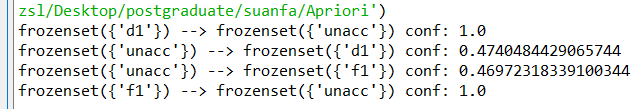 zsl/Desktop/postgraduate/suanfa/Apriori')
frozenset({'d1'}) --> frozenset({'unacc'}) conf: 1.0
frozenset({'unacc'}) --> frozenset({'d1'}) conf: 0.4740484429065744
frozenset({'unacc'}) --> frozenset({'f1'}) conf: 0.46972318339100344
frozenset({'f1'}) --> frozenset({'unacc'}) conf: 1.0